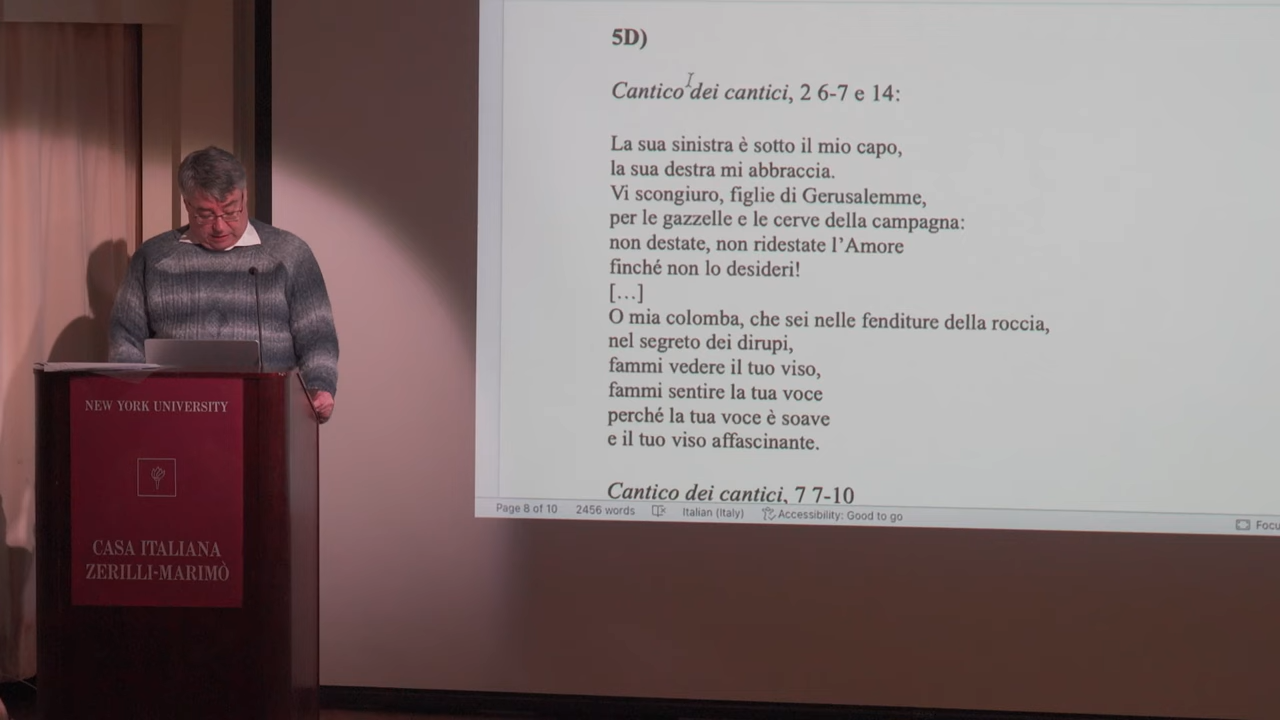 NEW YORK UNIVERSITY
CASA ITALIANA
ZERILLI-MARIMÒ
5D)
Cantico dei cantici, 2 6-7 e 14:
La sua sinistra è sotto il mio capo,
la sua destra mi abbraccia.
Vi scongiuro, figlie di Gerusalemme,
per le gazzelle e le cerve della campagna:
non destate, non ridestate l’Amore
finché non lo desideri!
[…]
O mia colomba, che sei nelle fenditure della roccia,
nel segreto dei dirupi,
fammi vedere il tuo viso,
fammi sentire la tua voce
perché la tua voce è soave
e il tuo viso affascinante.
Cantico dei cantici, 7 7-10
Page 8 of 10 2456 words Italian (Italy) Accessibility: Good to go Focu